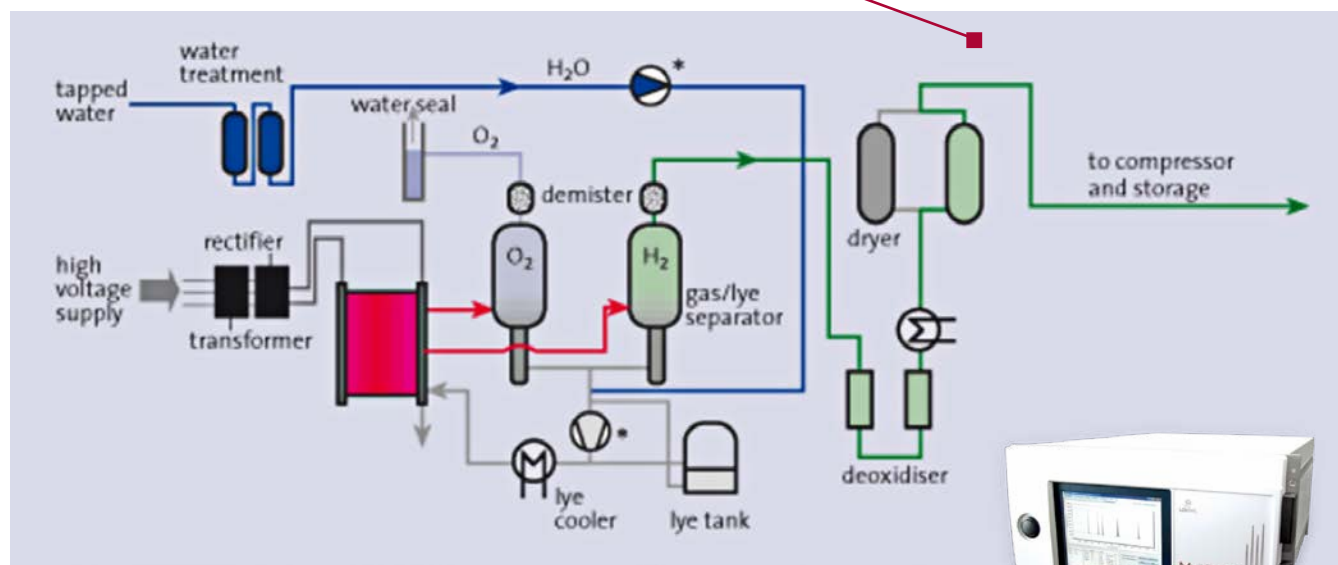 water
treatment
tapped
water
H₂O
*
water seal
O₂
demister
O₂
H₂
gas/lye
separator
dryer
to compressor
and storage
rectifier
high
voltage
supply
transformer
*
lye
cooler
lye tank
deoxidiser